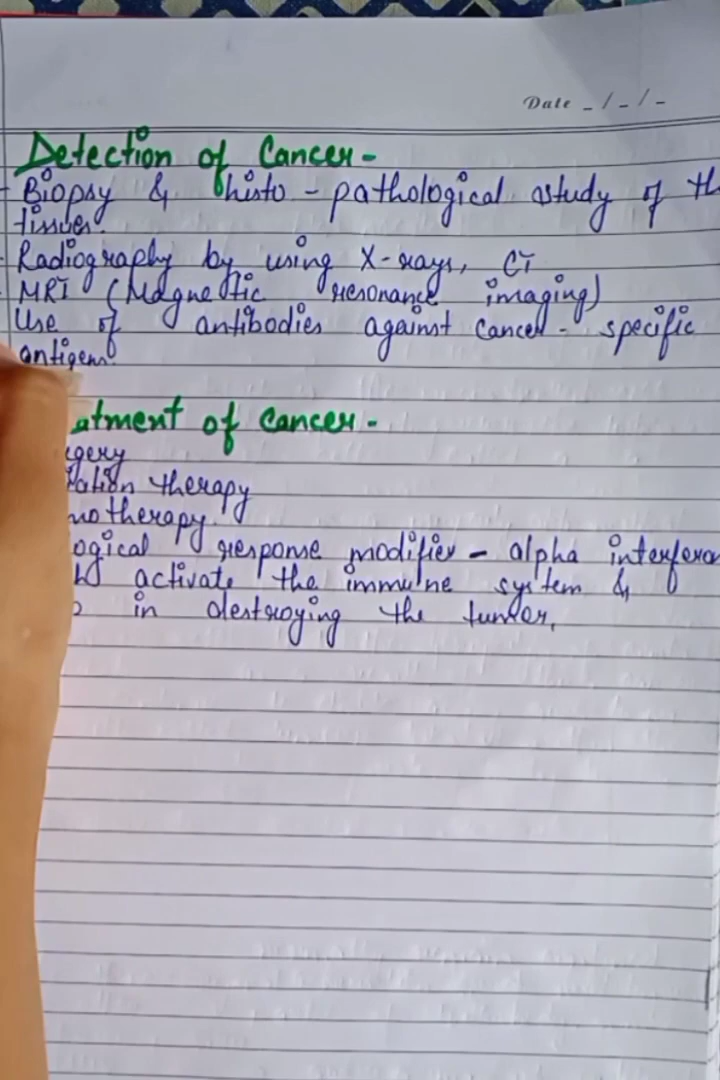 Date _/_/_
Detection of Cancer-
Biopsy & histo-pathological study of th
tissues.
Radiography by using X-rays, CT
MRI (Magnetic resonance imaging)
Use of antibodies against cancer-specific
antigens
atment of cancer-
gery
ation therapy
motherapy.
ogical response modifier - alpha interferon
activate the immune system &
in destroying the tumor.